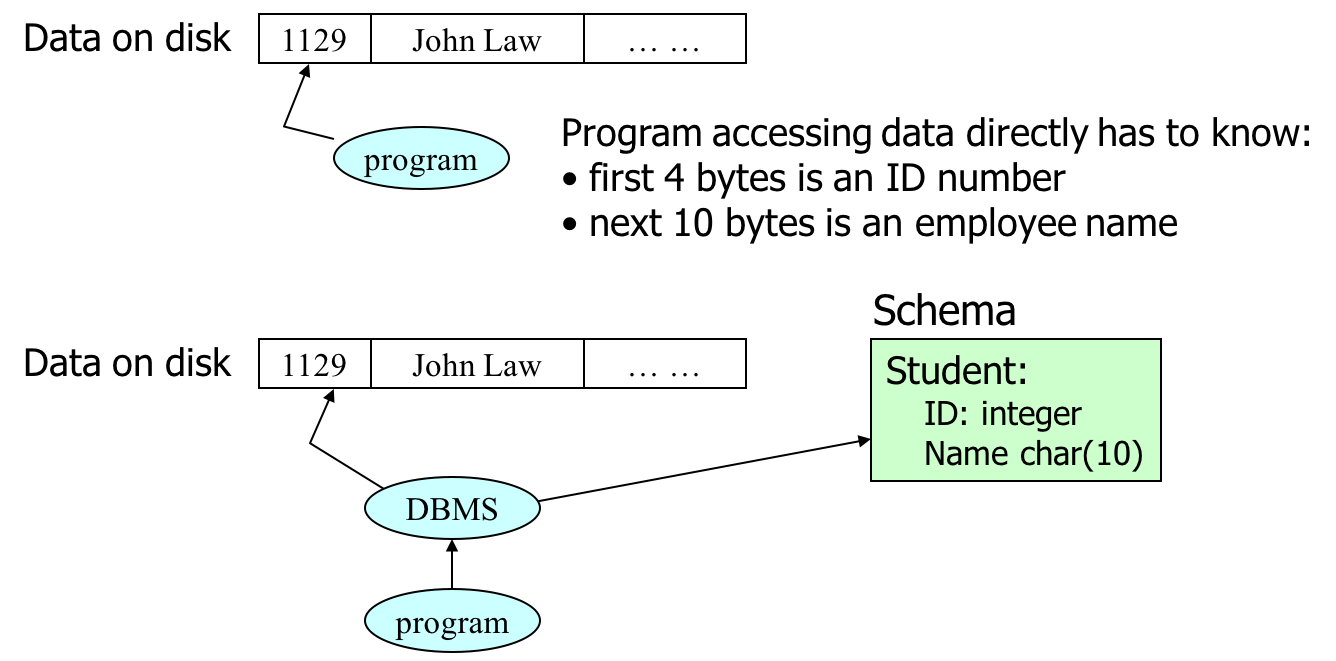 Data on disk 1129 John Law … …
program
Program accessing data directly has to know:
• first 4 bytes is an ID number
• next 10 bytes is an employee name
Schema
Data on disk 1129 John Law … …
Student:
ID: integer
Name char(10)
DBMS
program